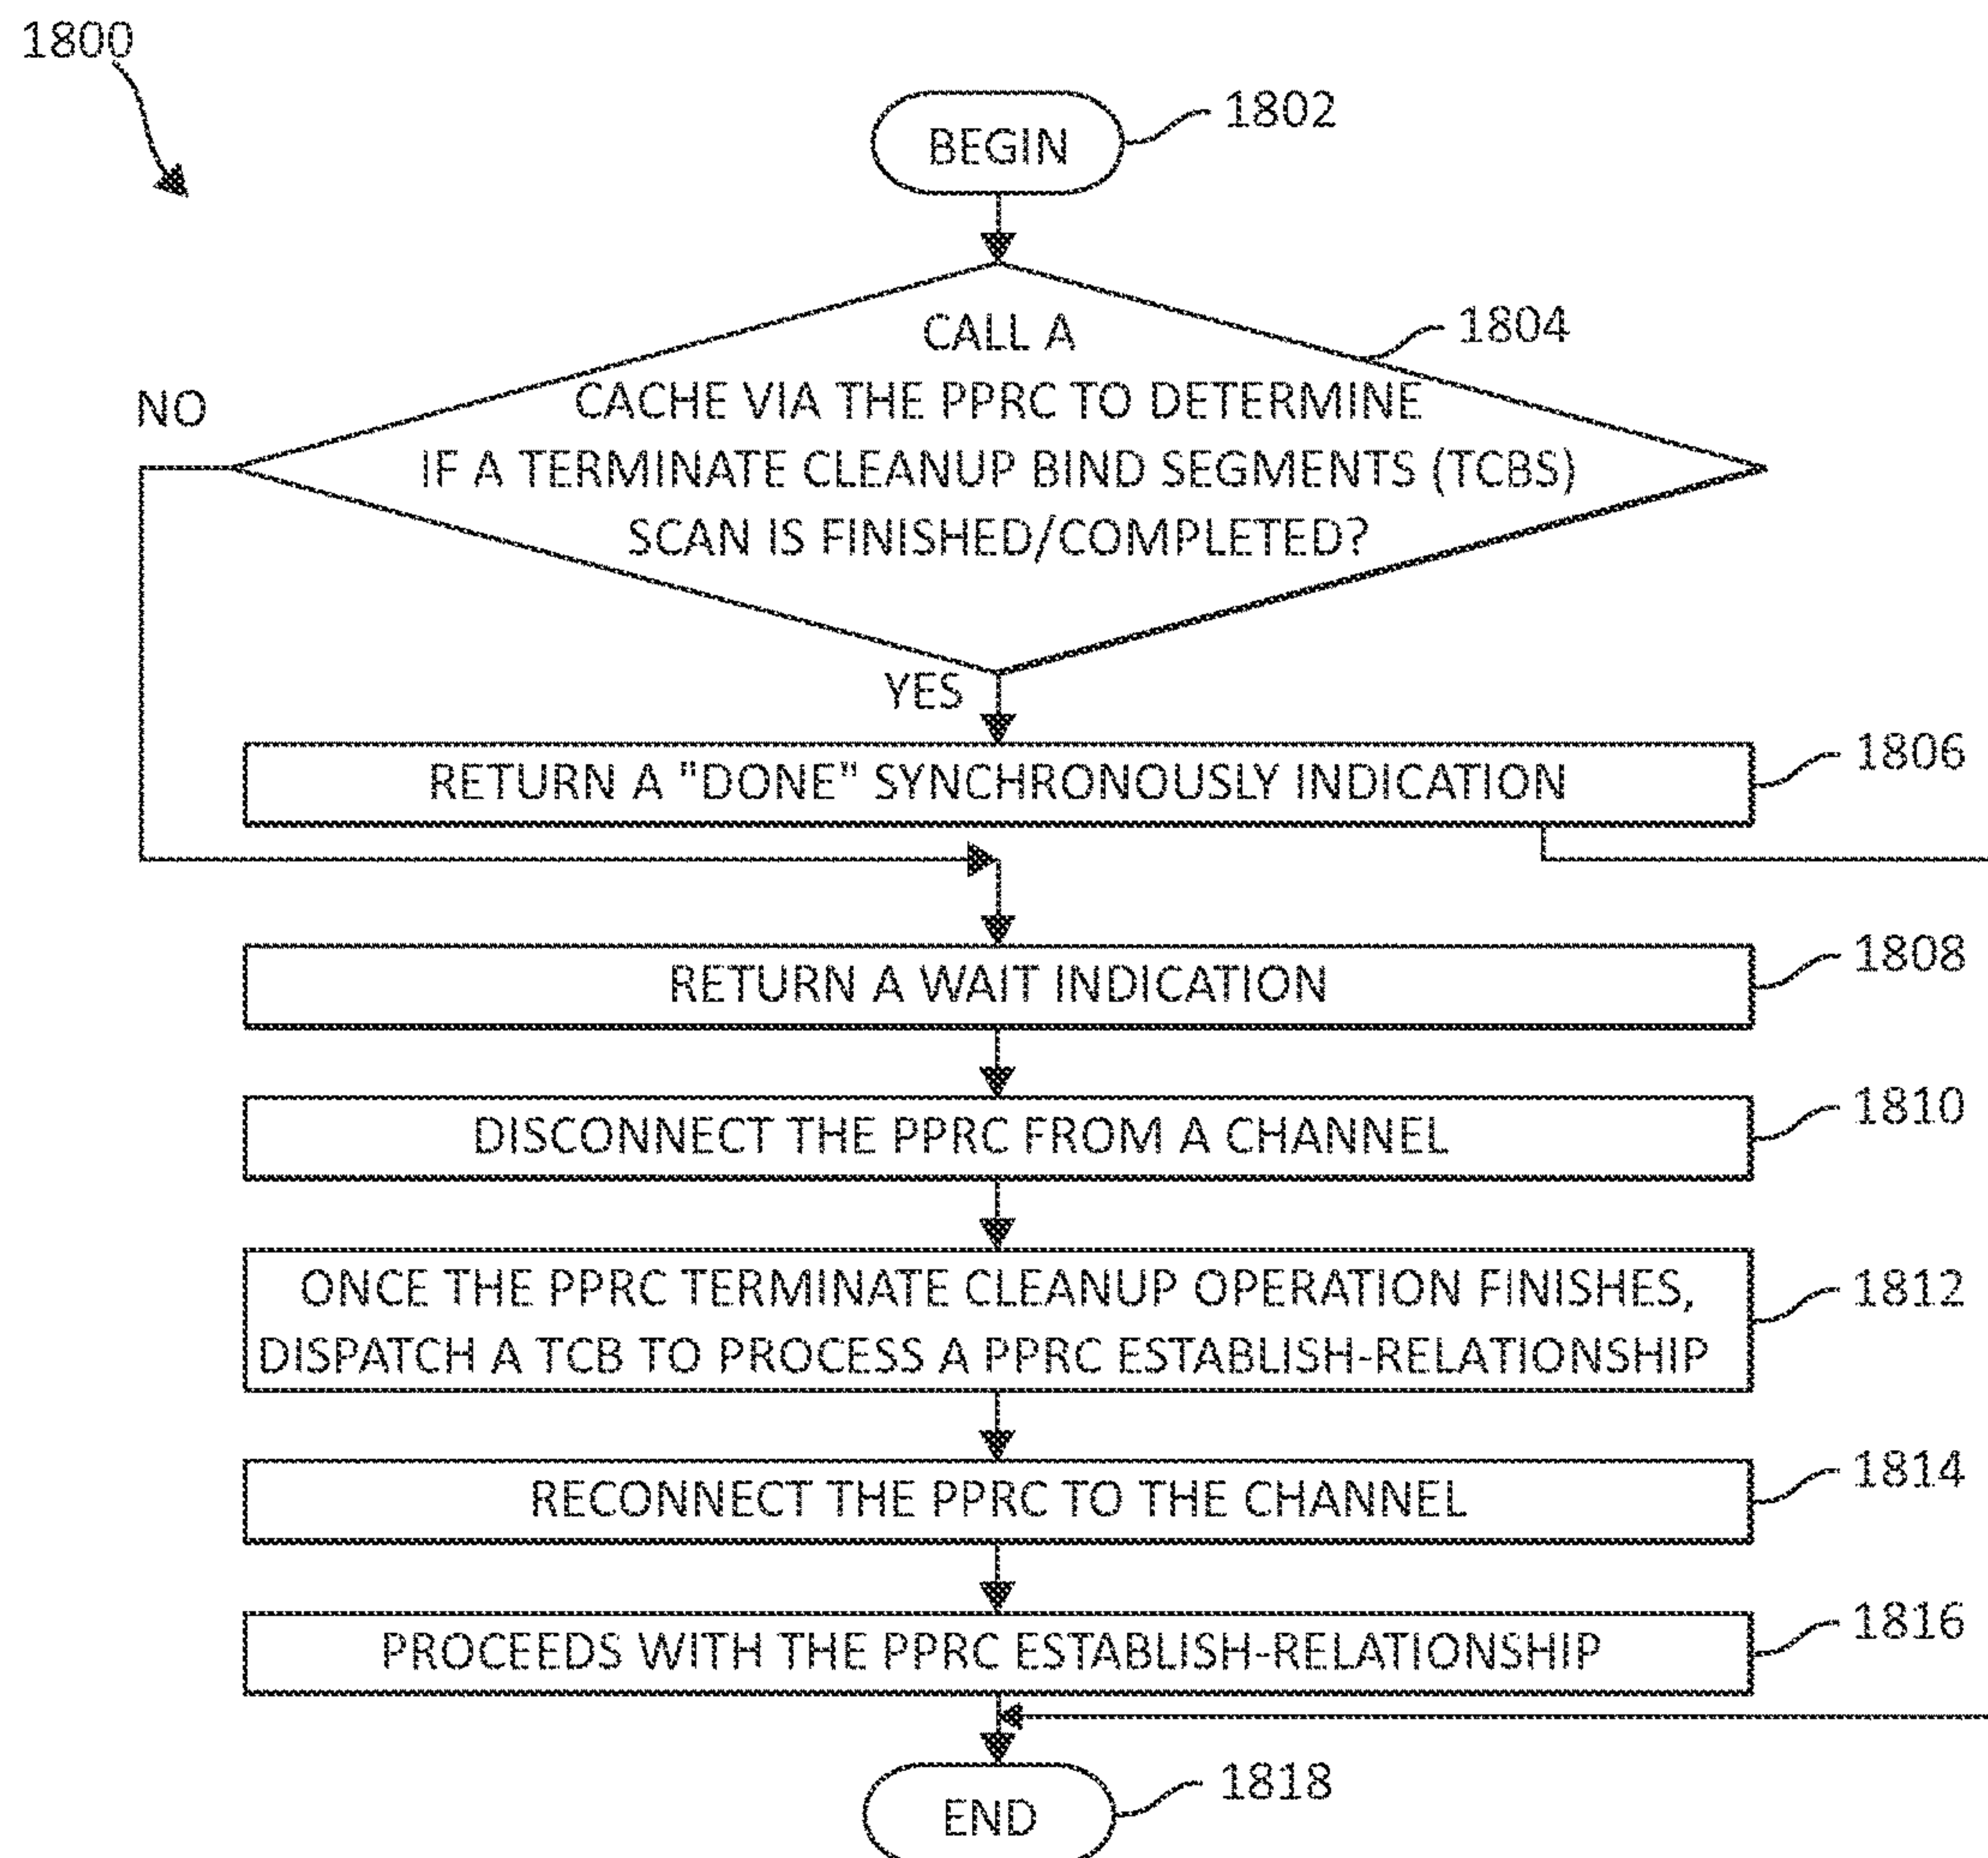 1800
BEGIN
1802
CALL A
1804
NO
CACHE VIA THE PPRC TO DETERMINE
IF A TERMINATE CLEANUP BIND SEGMENTS (TCBS)
SCAN IS FINISHED/COMPLETED?
YES
RETURN A "DONE" SYNCHRONOUSLY INDICATION
1806
RETURN A WAIT INDICATION
1808
DISCONNECT THE PPRC FROM A CHANNEL
1810
ONCE THE PPRC TERMINATE CLEANUP OPERATION FINISHES,
DISPATCH A TCB TO PROCESS A PPRC ESTABLISH-RELATIONSHIP
1812
RECONNECT THE PPRC TO THE CHANNEL
1814
PROCEEDS WITH THE PPRC ESTABLISH-RELATIONSHIP
1816
END
1818